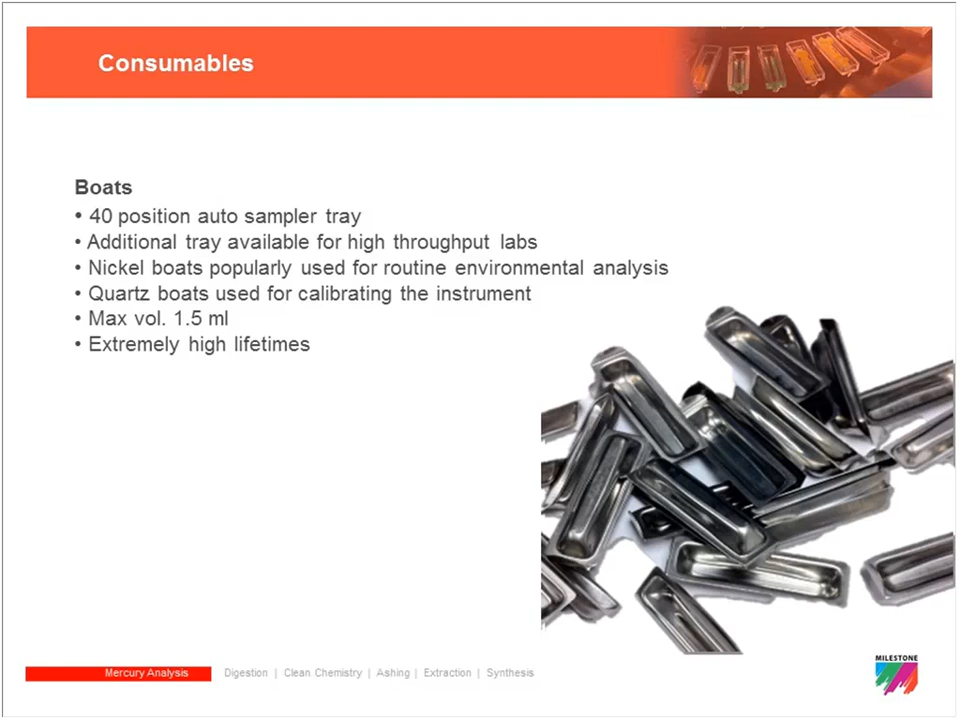 Consumables
Boats
• 40 position auto sampler tray
• Additional tray available for high throughput labs
• Nickel boats popularly used for routine environmental analysis
• Quartz boats used for calibrating the instrument
• Max vol. 1.5 ml
• Extremely high lifetimes
Mercury Analysis Digestion | Clean Chemistry | Ashing | Extraction | Synthesis
MILESTONE